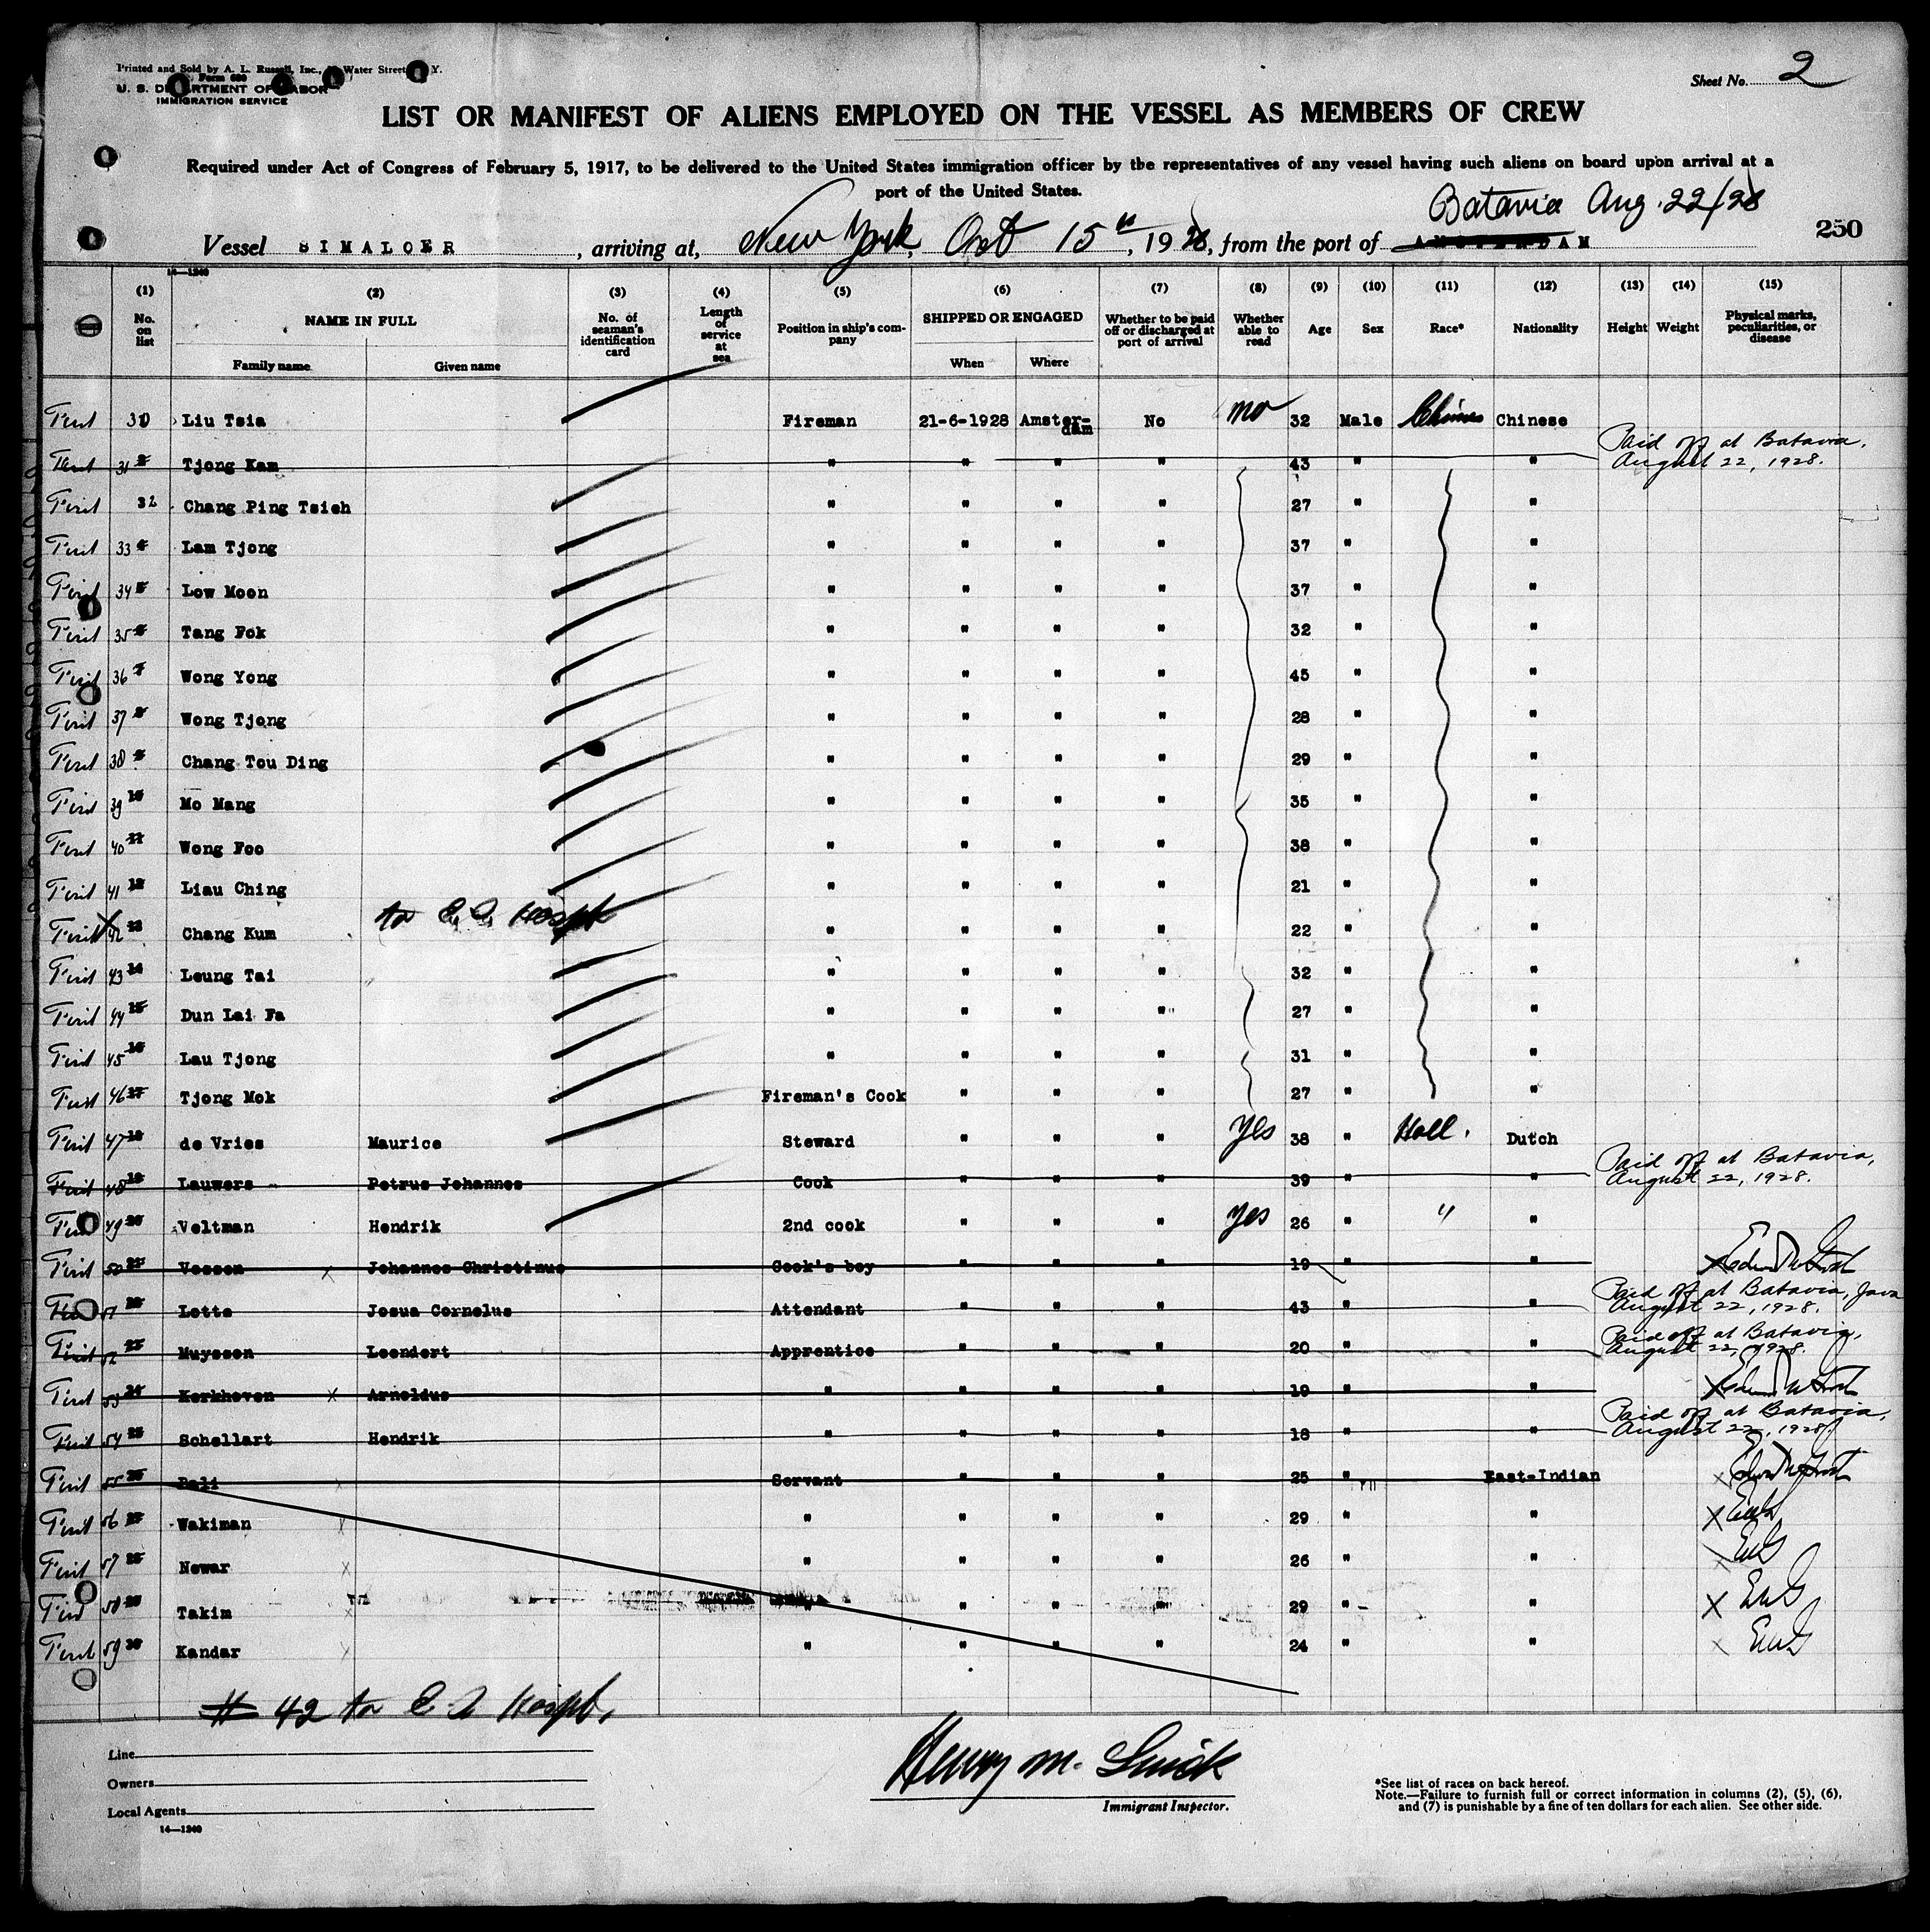 Printed and Sold by A. L. Russell, Inc., Water Street, N. Y.
Form 680
U. S. DEPARTMENT OF LABOR
IMMIGRATION SERVICE
Sheet No. 2
LIST OR MANIFEST OF ALIENS EMPLOYED ON THE VESSEL AS MEMBERS OF CREW
Required under Act of Congress of February 5, 1917, to be delivered to the United States immigration officer by the representatives of any vessel having such aliens on board upon arrival at a
port of the United States.
Batavia Aug. 22/28
Vessel SIMALOER, arriving at, New York, Oct 15th, 1928, from the port of AMSTERDAM
250
14—1240
(1) (2) (3) (4) (5) (6) (7) (8) (9) (10) (11) (12) (13) (14) (15)
No. on list
NAME IN FULL
Family name Given name
No. of seaman's identification card
Length of service at sea
Position in ship's company
SHIPPED OR ENGAGED
When Where
Whether to be paid off or discharged at port of arrival
Whether able to read
Age Sex Race* Nationality Height Weight
Physical marks, peculiarities, or disease
First 30 Liu Tsia Fireman 21-6-1928 Amster-dam No no 32 Male Chinese Chinese
First 31 Tjong Kam " " " " 43 " " Paid off at Batavia, August 22, 1928.
First 32 Chang Ping Tsieh " " " " 27 " "
First 33 Lam Tjong " " " " 37 " "
First 34 Low Moon " " " " 37 " "
First 35 Tang Fok " " " " 32 " "
First 36 Wong Yong " " " " 45 " "
First 37 Wong Tjong " " " " 28 " "
First 38 Chang Tou Ding " " " " 29 " "
First 39 Mo Mang " " " " 35 " "
First 40 Wong Foo " " " " 38 " "
First 41 Liau Ching " " " " 21 " "
to E. I. Hospt
First 42 Chang Kum " " " " 22 " "
First 43 Leung Tai " " " " 32 " "
First 44 Dun Lai Fa " " " " 27 " "
First 45 Lau Tjong " " " " 31 " "
First 46 Tjong Mok Fireman's Cook " " " 27 " "
First 47 de Vries Maurice Steward " " " Yes 38 " Holl. Dutch
First 48 Lauwers Petrus Johannes Cook " " " 39 " " Paid off at Batavia, August 22, 1928.
First 49 Veltman Hendrik 2nd cook " " " Yes 26 " " "
First 50 Vossen x Johannes Christinus Cook's boy " " " 19 " "
First 51 Lotte Josua Cornelus Attendant " " " 43 " " Paid off at Batavia, Java August 22, 1928.
First 52 Muyssen Leendert Apprentice " " " 20 " " Paid off at Batavia, August 22, 1928.
First 53 Kerkhoven x Arnoldus " " " " 19 " "
First 54 Schellart Hendrik " " " " 18 " " Paid off at Batavia, August 22, 1928.
First 55 Bali x Servant " " " 25 " East-Indian
First 56 Wakiman x " " " " 29 " " x
First 57 Newar x " " " " 26 " " x
First 58 Takim x " " " " 29 " " x
First 59 Kandar x " " " " 24 " " x
# 42 to E I Hospt.
Line
Owners
Local Agents
14—1240
Immigrant Inspector.
*See list of races on back hereof.
Note.—Failure to furnish full or correct information in columns (2), (5), (6),
and (7) is punishable by a fine of ten dollars for each alien. See other side.